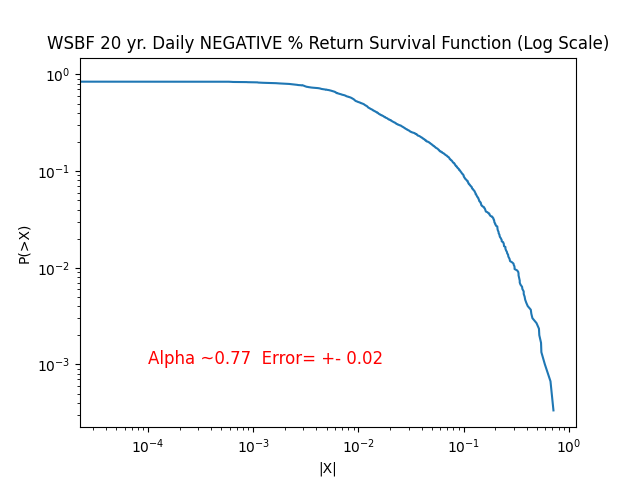 WSBF 20 yr. Daily NEGATIVE % Return Survival Function (Log Scale)
10⁰
10⁻¹
10⁻²
10⁻³
P(>X)
Alpha ~0.77  Error= +- 0.02
10⁻⁴ 10⁻³ 10⁻² 10⁻¹ 10⁰
|X|